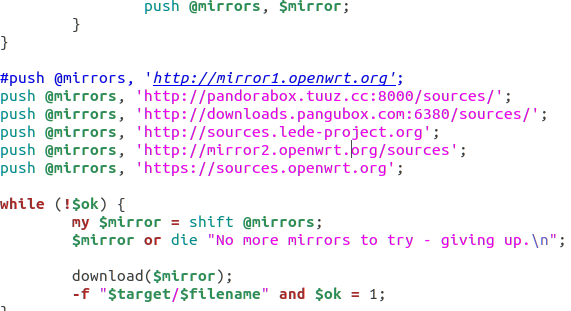 push @mirrors, $mirror;
}
}
#push @mirrors, 'http://mirror1.openwrt.org';
push @mirrors, 'http://pandorabox.tuuz.cc:8000/sources/';
push @mirrors, 'http://downloads.pangubox.com:6380/sources/';
push @mirrors, 'http://sources.lede-project.org';
push @mirrors, 'http://mirror2.openwrt.org/sources';
push @mirrors, 'https://sources.openwrt.org';
while (!$ok) {
my $mirror = shift @mirrors;
$mirror or die "No more mirrors to try - giving up.\n";
download($mirror);
-f "$target/$filename" and $ok = 1;
}